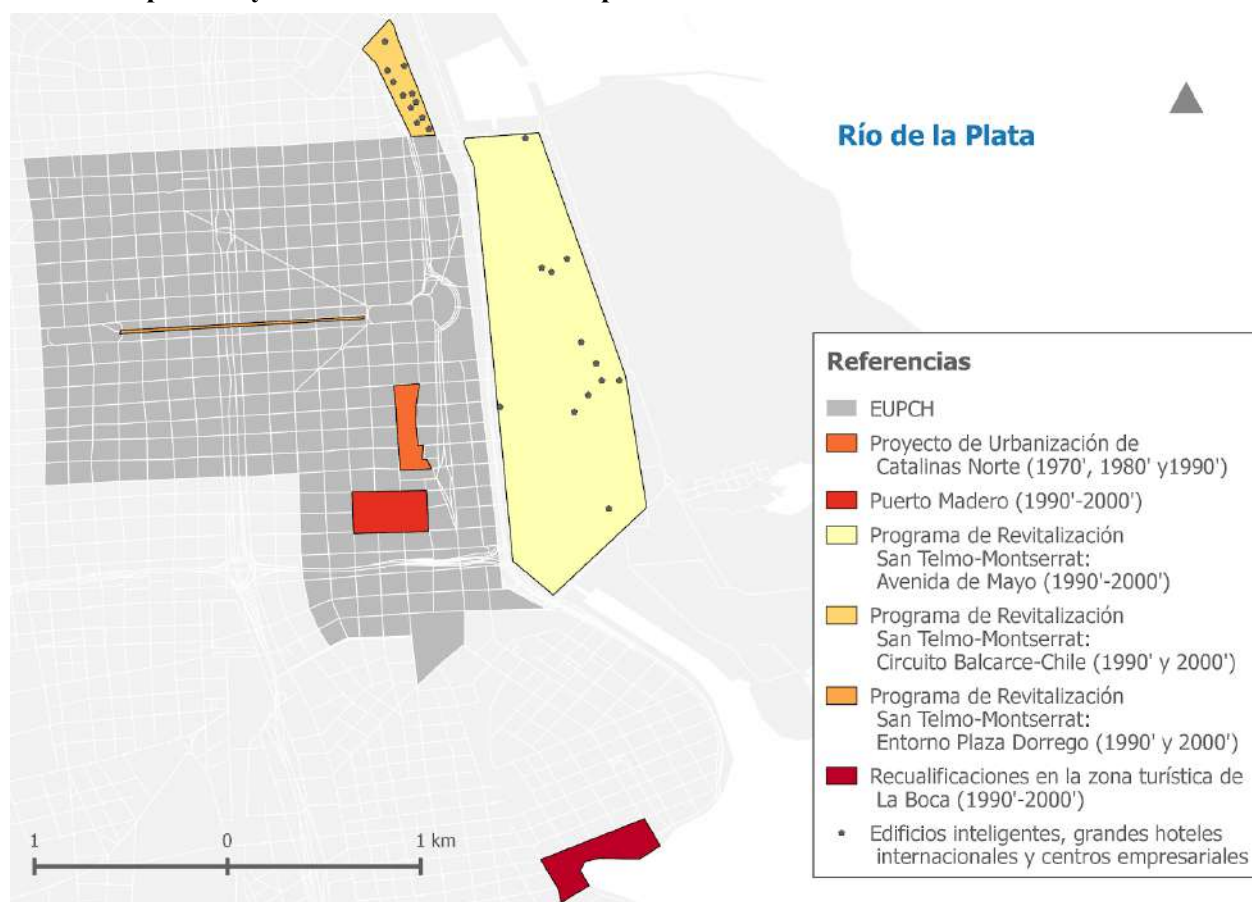 Río de la Plata
Referencias
EUPCH
Proyecto de Urbanización de
Catalinas Norte (1970', 1980' y1990')
Puerto Madero (1990'-2000')
Programa de Revitalización
San Telmo-Montserrat:
Avenida de Mayo (1990'-2000')
Programa de Revitalización
San Telmo-Montserrat:
Circuito Balcarce-Chile (1990' y 2000')
Programa de Revitalización
San Telmo-Montserrat:
Entorno Plaza Dorrego (1990' y 2000')
Recualificaciones en la zona turística de
La Boca (1990'-2000')
Edificios inteligentes, grandes hoteles
internacionales y centros empresariales
1 0 1 km